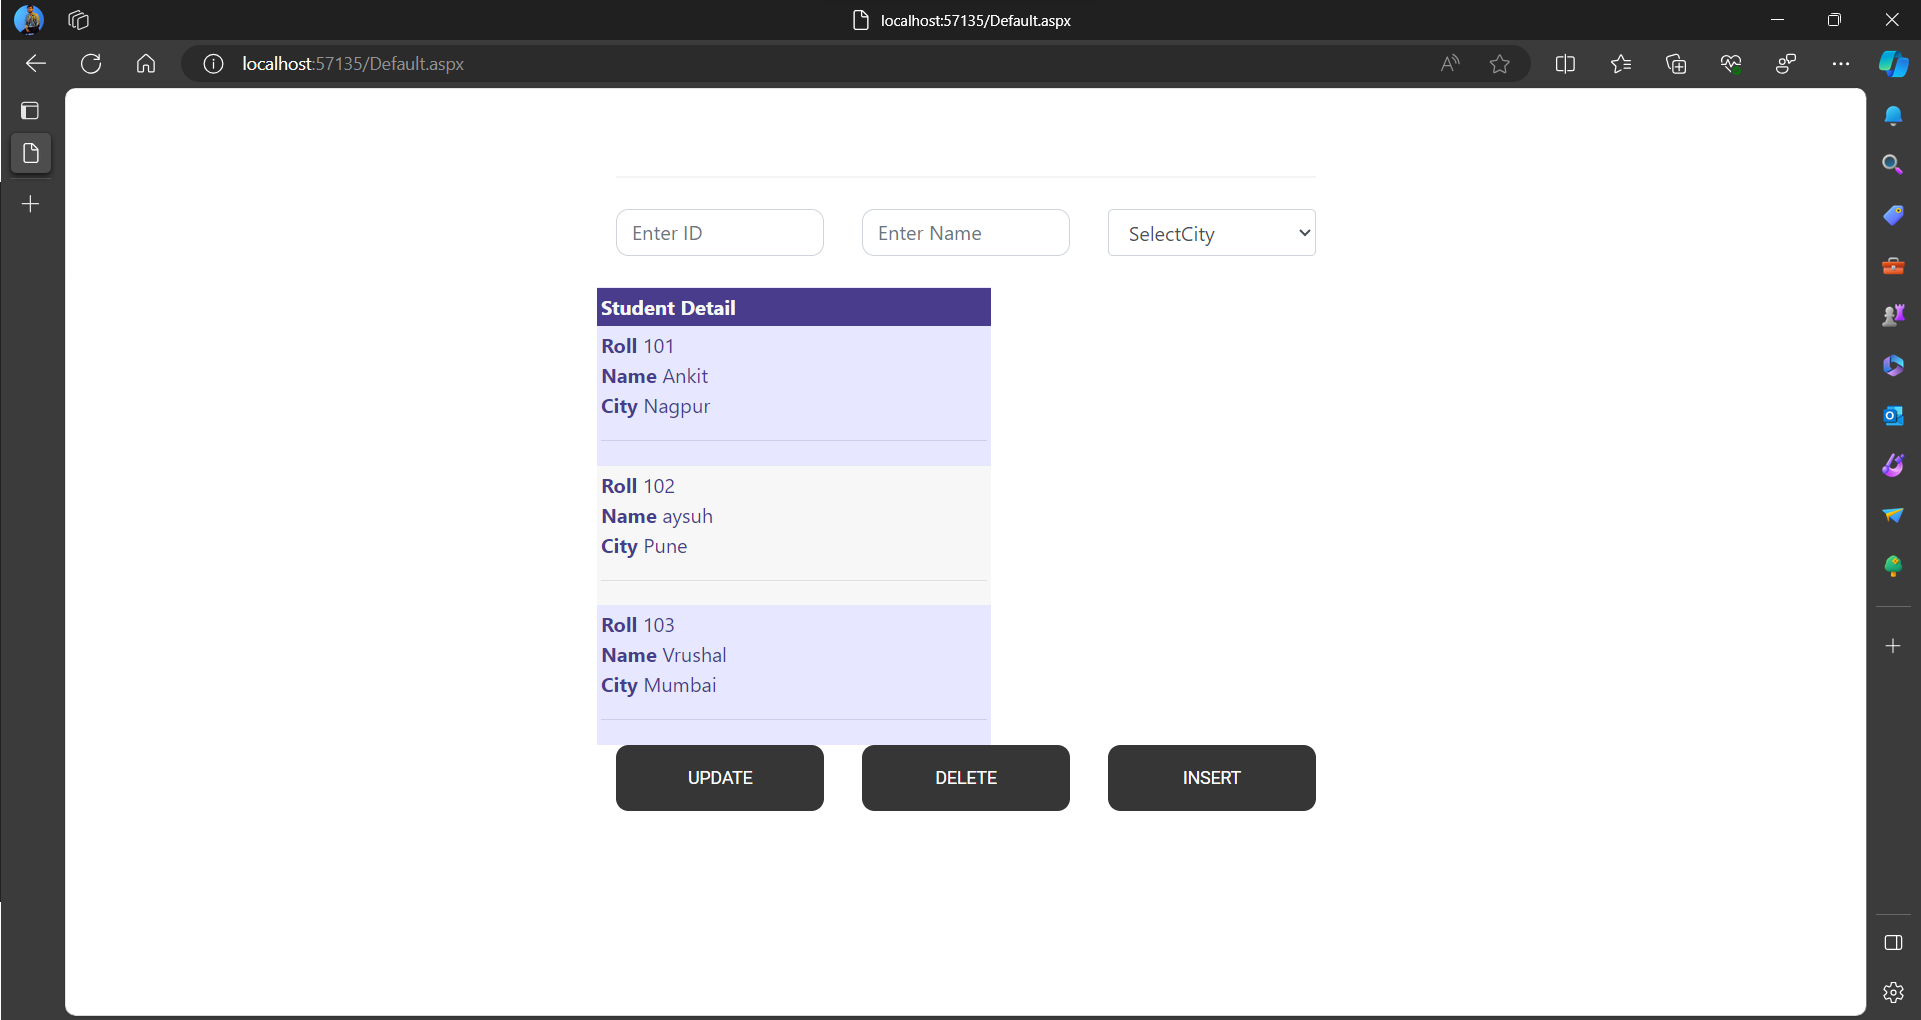 localhost:57135/Default.aspx
localhost:57135/Default.aspx
Enter ID
Enter Name
SelectCity
Student Detail
Roll 101
Name Ankit
City Nagpur
Roll 102
Name aysuh
City Pune
Roll 103
Name Vrushal
City Mumbai
UPDATE
DELETE
INSERT